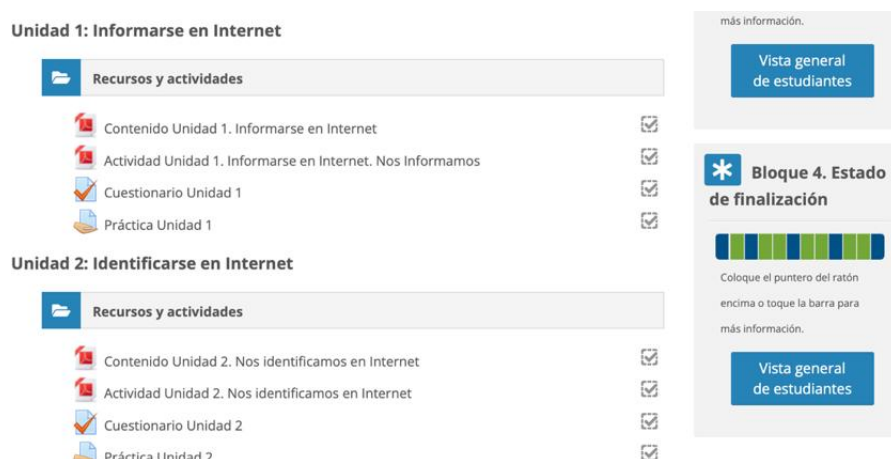 Unidad 1: Informarse en Internet
Recursos y actividades
Contenido Unidad 1. Informarse en Internet
Actividad Unidad 1. Informarse en Internet. Nos Informamos
Cuestionario Unidad 1
Práctica Unidad 1
Unidad 2: Identificarse en Internet
Recursos y actividades
Contenido Unidad 2. Nos identificamos en Internet
Actividad Unidad 2. Nos identificamos en Internet
Cuestionario Unidad 2
Práctica Unidad 2
más información.
Vista general
de estudiantes
Bloque 4. Estado
de finalización
Coloque el puntero del ratón
encima o toque la barra para
más información.
Vista general
de estudiantes